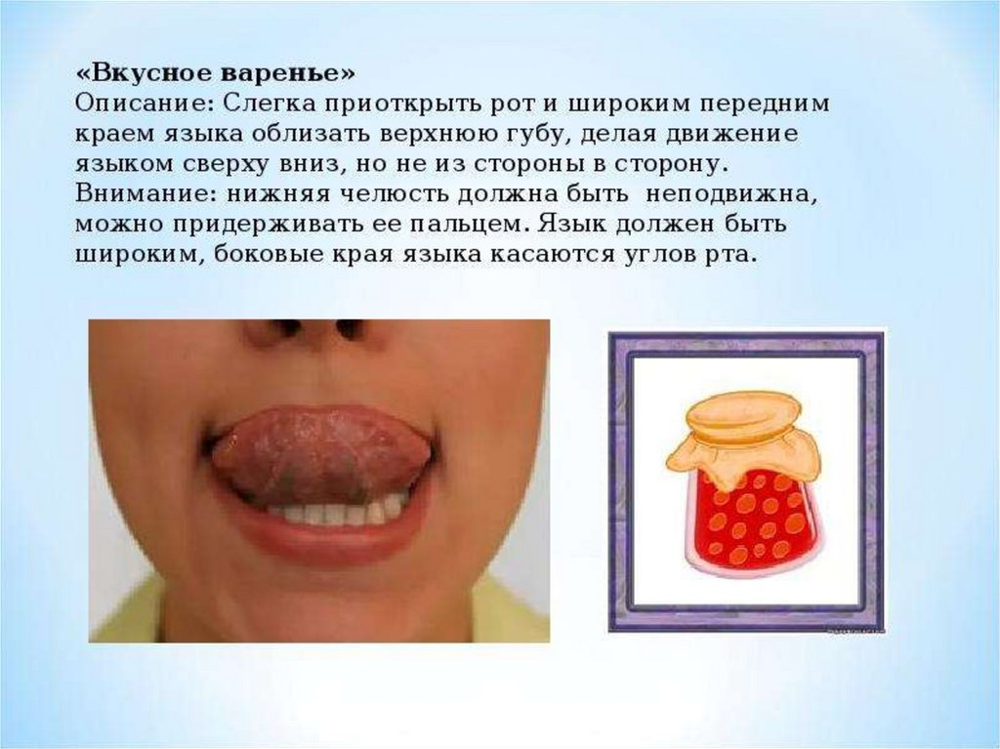 «Вкусное варенье»
Описание: Слегка приоткрыть рот и широким передним
краем языка облизать верхнюю губу, делая движение
языком сверху вниз, но не из стороны в сторону.
Внимание: нижняя челюсть должна быть  неподвижна,
можно придерживать ее пальцем. Язык должен быть
широким, боковые края языка касаются углов рта.